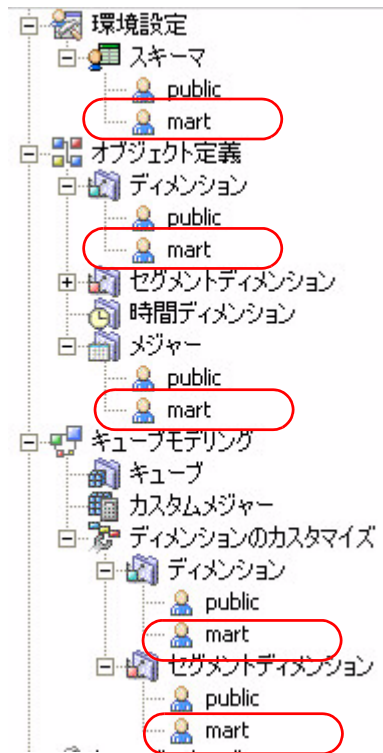 環境設定
スキーマ
public
mart
オブジェクト定義
ディメンション
public
mart
セグメントディメンション
時間ディメンション
メジャー
public
mart
キューブモデリング
キューブ
カスタムメジャー
ディメンションのカスタマイズ
ディメンション
public
mart
セグメントディメンション
public
mart